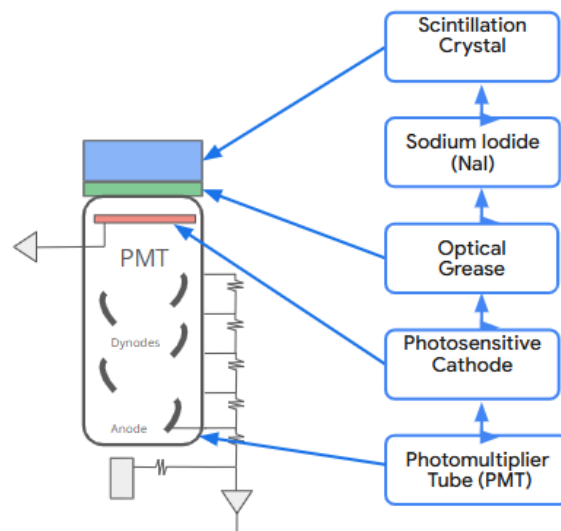 Scintillation
Crystal
Sodium Iodide
(NaI)
Optical
Grease
Photosensitive
Cathode
Photomultiplier
Tube (PMT)
PMT
Dynodes
Anode